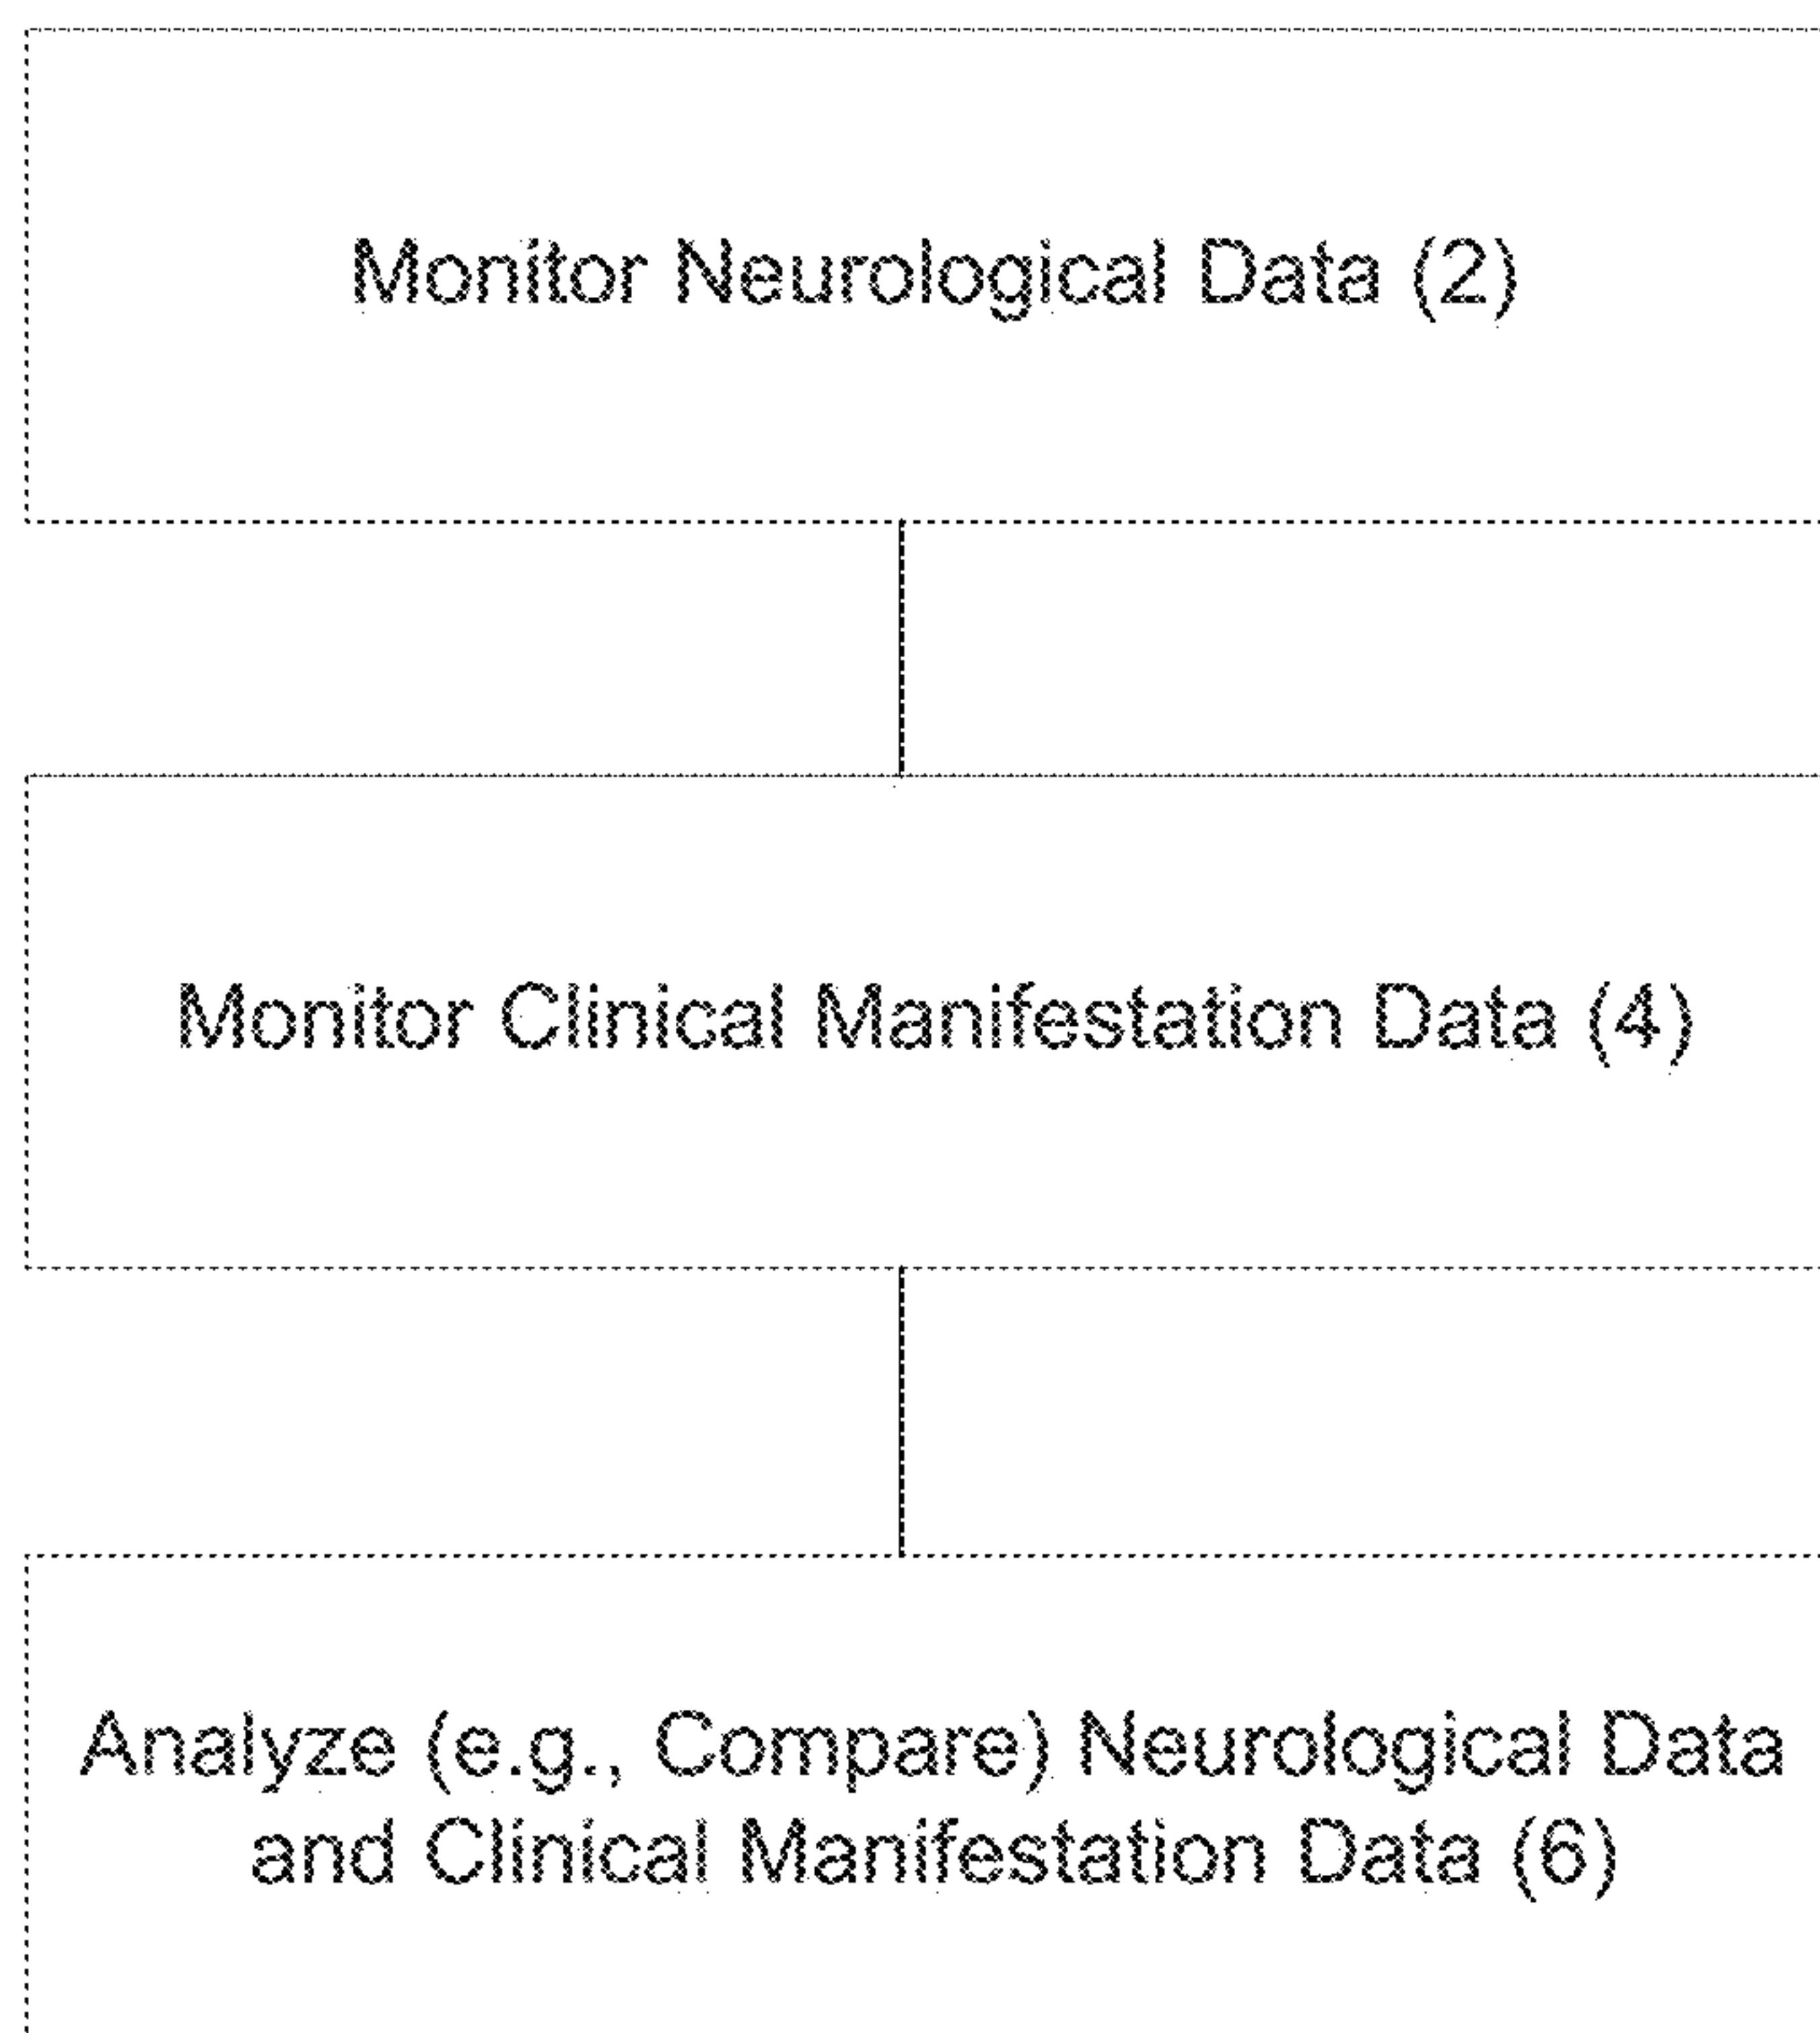 Monitor Neurological Data (2)
Monitor Clinical Manifestation Data (4)
Analyze (e.g., Compare) Neurological Data
and Clinical Manifestation Data (6)